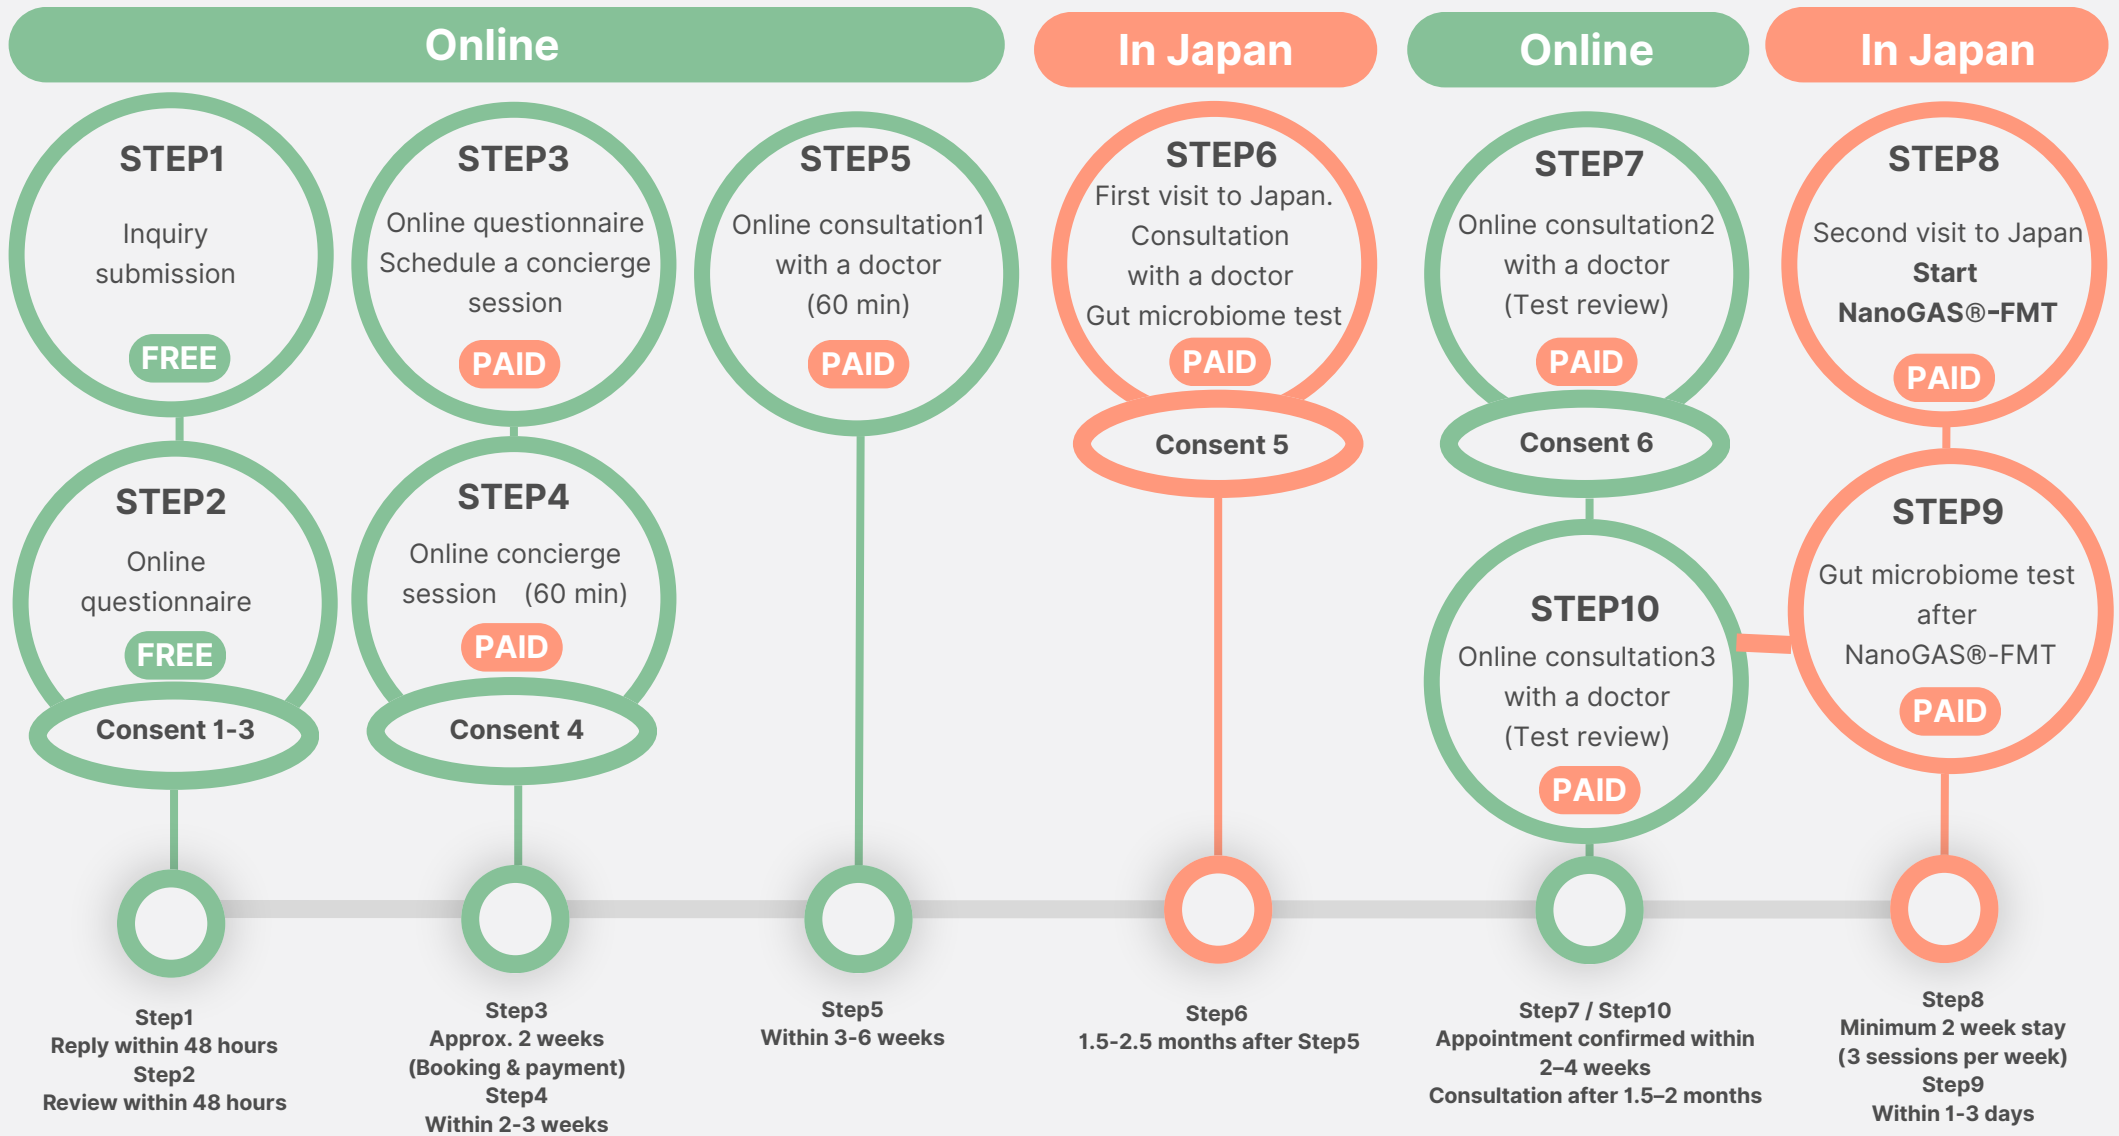 Online
In Japan
Online
In Japan
STEP1
Inquiry
submission
FREE
STEP2
Online
questionnaire
FREE
Consent 1-3
STEP3
Online questionnaire
Schedule a concierge
session
PAID
STEP4
Online concierge
session (60 min)
PAID
Consent 4
STEP5
Online consultation1
with a doctor
(60 min)
PAID
STEP6
First visit to Japan.
Consultation
with a doctor
Gut microbiome test
PAID
Consent 5
STEP7
Online consultation2
with a doctor
(Test review)
PAID
Consent 6
STEP8
Second visit to Japan
Start
NanoGAS®-FMT
PAID
STEP9
Gut microbiome test
after
NanoGAS®-FMT
PAID
STEP10
Online consultation3
with a doctor
(Test review)
PAID
Step1
Reply within 48 hours
Step2
Review within 48 hours
Step3
Approx. 2 weeks
(Booking & payment)
Step4
Within 2-3 weeks
Step5
Within 3-6 weeks
Step6
1.5-2.5 months after Step5
Step7 / Step10
Appointment confirmed within
2–4 weeks
Consultation after 1.5–2 months
Step8
Minimum 2 week stay
(3 sessions per week)
Step9
Within 1-3 days